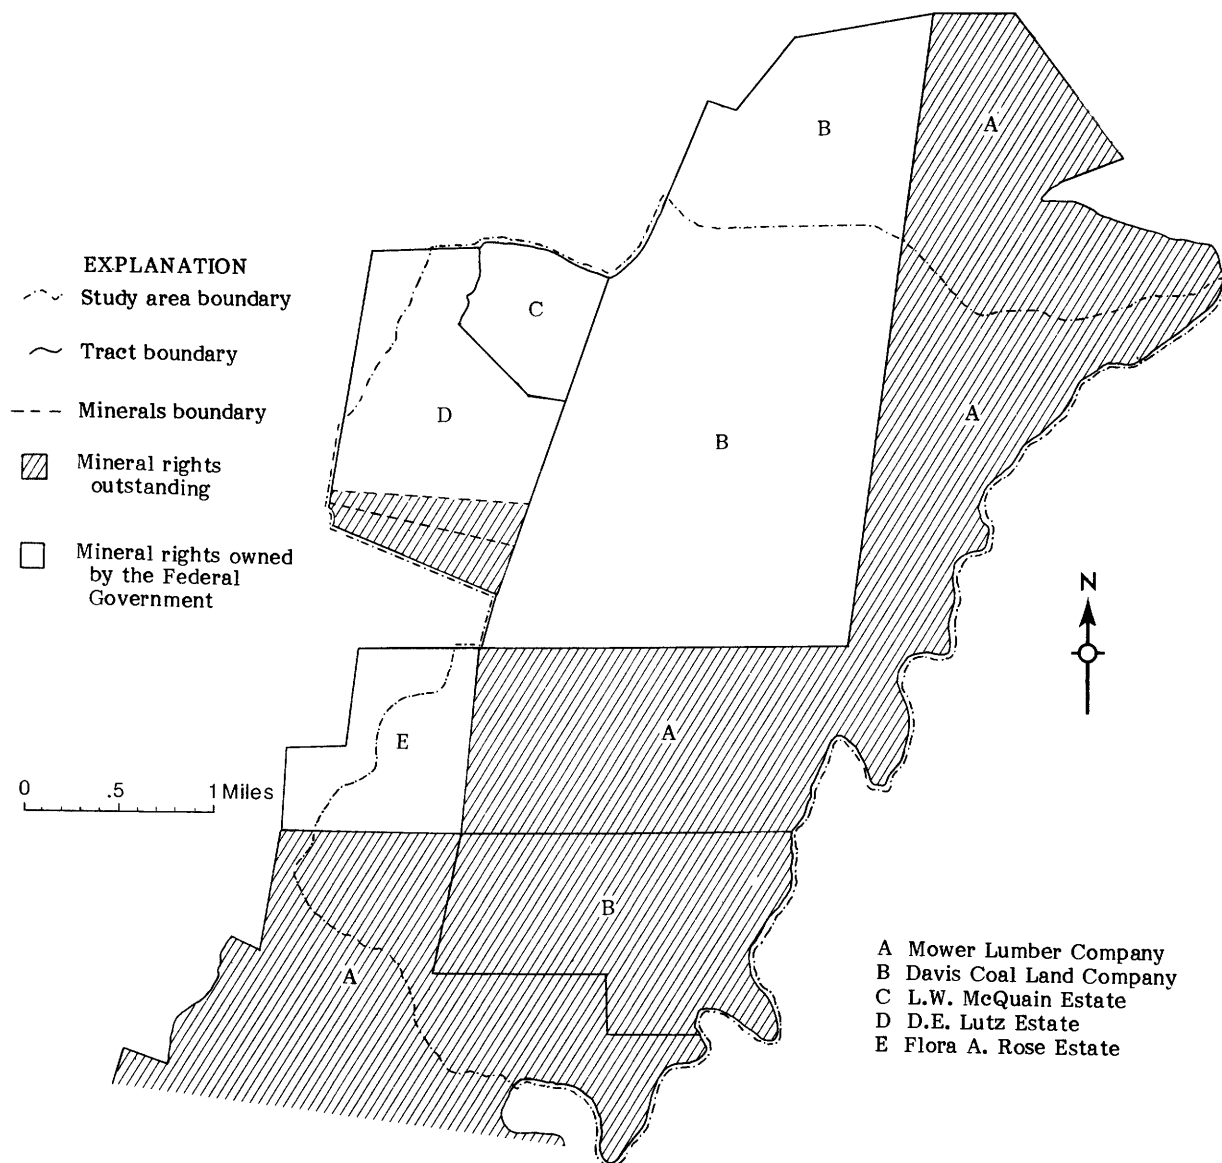 B
A
EXPLANATION
Study area boundary
Tract boundary
Minerals boundary
Mineral rights
outstanding
Mineral rights owned
by the Federal
Government
C
D
B
A
N
A
E
0 .5 1 Miles
B
A
A Mower Lumber Company
B Davis Coal Land Company
C L.W. McQuain Estate
D D.E. Lutz Estate
E Flora A. Rose Estate